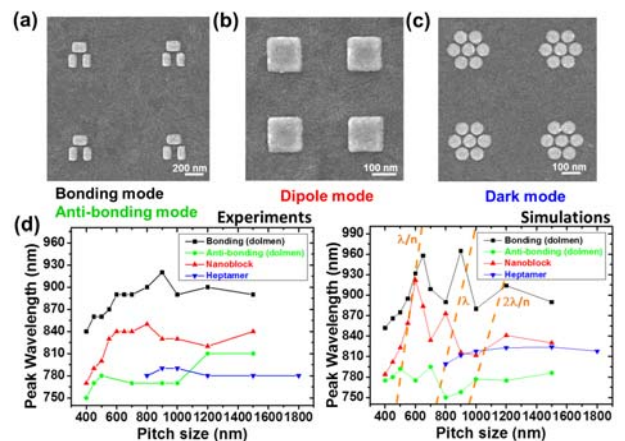 (a)
(b)
(c)
200 nm
100 nm
100 nm
Bonding mode
Anti-bonding mode
Dipole mode
Dark mode
(d)
Experiments
Simulations
Peak Wavelength (nm)
960
930
900
870
840
810
780
750
Bonding (dolmen)
Anti-bonding (dolmen)
Nanoblock
Heptamer
400 600 800 1000 1200 1400 1600 1800
Pitch size (nm)
Peak Wavelength (nm)
990
960
930
900
870
840
810
780
750
λ/n
λ
2λ/n
Bonding (dolmen)
Anti-bonding (dolmen)
Nanoblock
Heptamer
400 600 800 1000 1200 1400 1600 1800
Pitch size (nm)